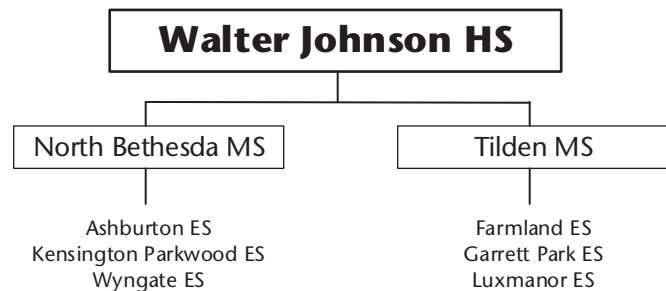 Walter Johnson HS
North Bethesda MS
Tilden MS
Ashburton ES
Kensington Parkwood ES
Wyngate ES
Farmland ES
Garrett Park ES
Luxmanor ES